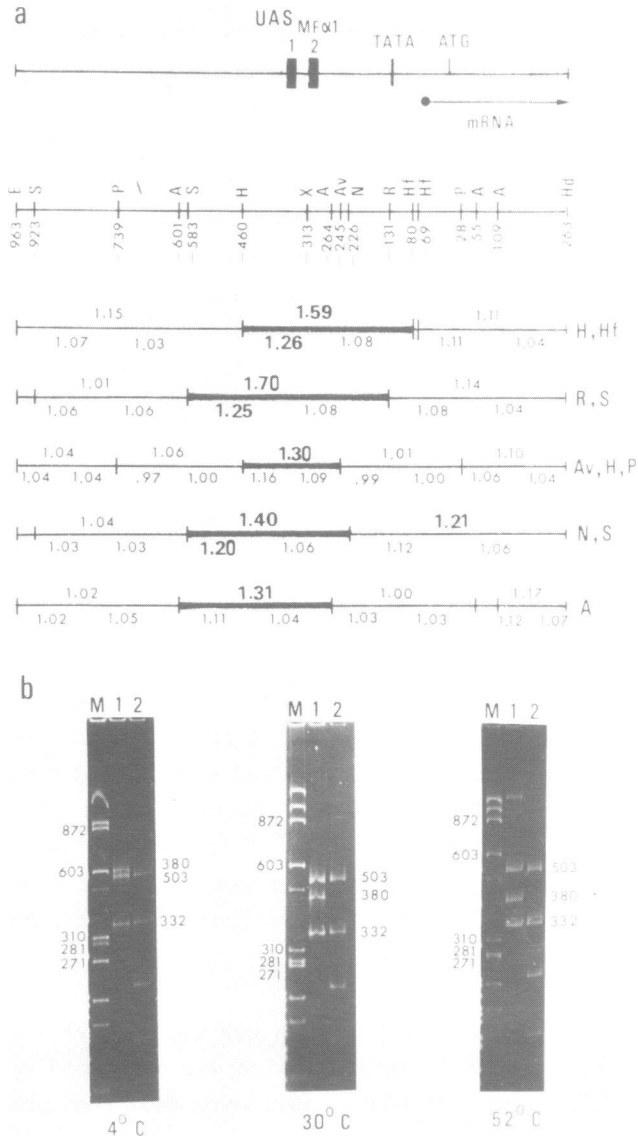 a
UAS MFα1
1 2
TATA ATG
mRNA
E S P A S H X A Av N R Hf Hf P A A Hd
963 923 -739 -601 -583 -460 -313 -264 -245 -226 -131 -80 -69 28 55 109 263
1.15 1.59 1.11
1.07 1.03 1.26 1.08 1.11 1.04 H,Hf
1.01 1.70 1.14
1.06 1.06 1.25 1.08 1.08 1.04 R,S
1.04 1.06 1.30 1.01 1.10
1.04 1.04 .97 1.00 1.16 1.09 .99 1.00 1.06 1.04 Av,H,P
1.04 1.40 1.21
1.03 1.03 1.20 1.06 1.12 1.06 N,S
1.02 1.31 1.00 1.17
1.02 1.05 1.11 1.04 1.03 1.03 1.12 1.07 A
b
M 1 2
872
603
310
281
271
380
503
332
4° C
M 1 2
872
603
310
281
271
503
380
332
30° C
M 1 2
872
603
310
281
271
503
380
332
52° C